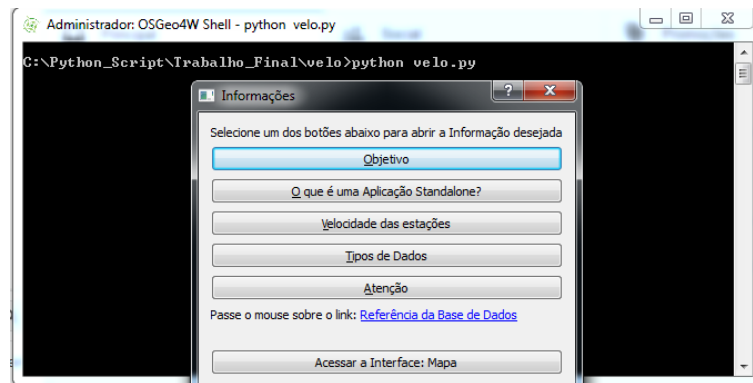 Administrador: OSGeo4W Shell - python velo.py
C:\Python_Script\Trabalho_Final\velo>python velo.py
Informações
Selecione um dos botões abaixo para abrir a Informação desejada
Objetivo
O que é uma Aplicação Standalone?
Velocidade das estações
Tipos de Dados
Atenção
Passe o mouse sobre o link: Referência da Base de Dados
Acessar a Interface: Mapa